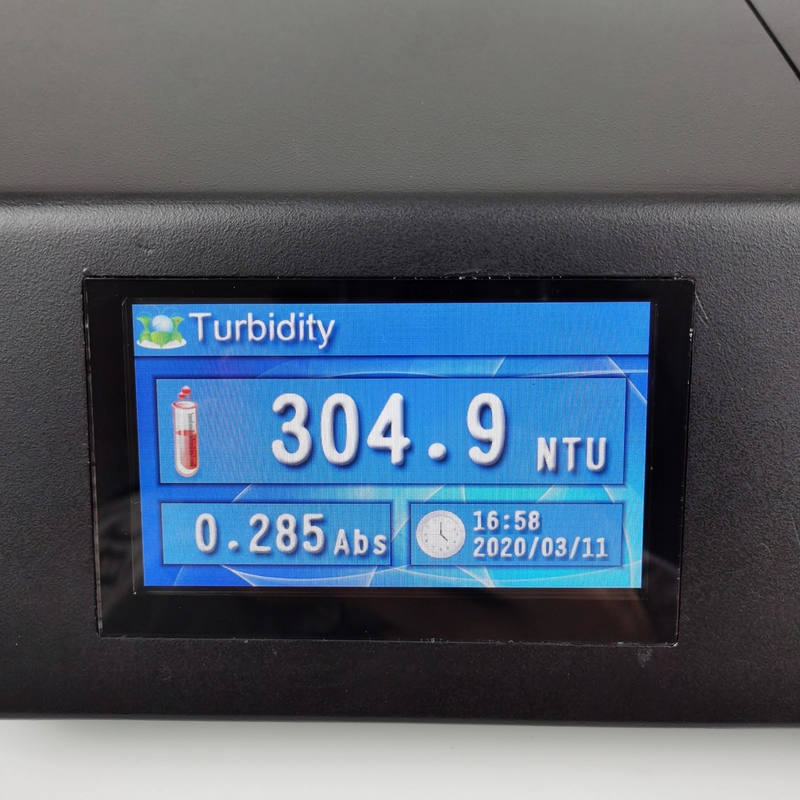 Turbidity
304.9 NTU
0.285 Abs
16:58
2020/03/11